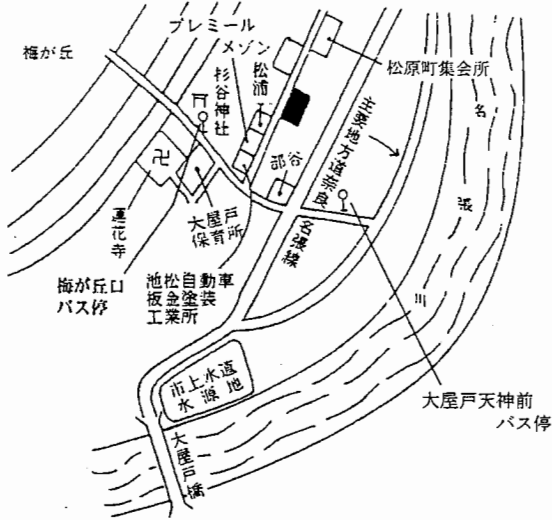 梅が丘
プレミール
メゾン
杉谷神社
松浦
松原町集会所
部谷
主要地方道奈良
名張線
名張川
蓮花寺
大屋戸
保育所
梅が丘口
バス停
池松自動車
板金塗装
工業所
市上水道
水源地
大屋戸橋
大屋戸天神前
バス停